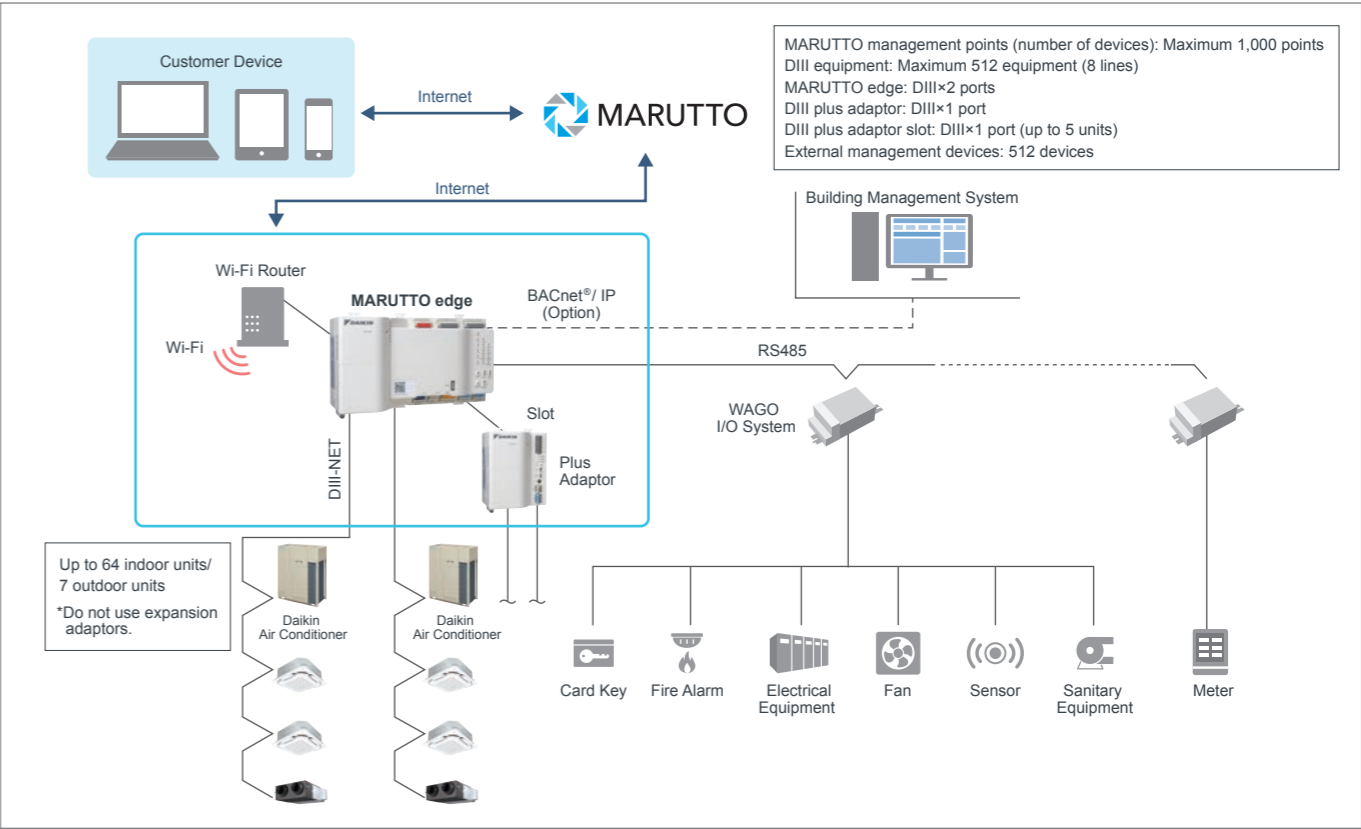 Customer Device
Internet
MARUTTO
MARUTTO management points (number of devices): Maximum 1,000 points
DIII equipment: Maximum 512 equipment (8 lines)
MARUTTO edge: DIII×2 ports
DIII plus adaptor: DIII×1 port
DIII plus adaptor slot: DIII×1 port (up to 5 units)
External management devices: 512 devices
Internet
Building Management System
Wi-Fi Router
MARUTTO edge
BACnet®/ IP
(Option)
Wi-Fi
DAIKIN
RS485
Slot
WAGO
I/O System
DIII-NET
DAIKIN
Plus
Adaptor
Up to 64 indoor units/
7 outdoor units
*Do not use expansion
adaptors.
Daikin
Air Conditioner
Daikin
Air Conditioner
Card Key
Fire Alarm
Electrical
Equipment
Fan
Sensor
Sanitary
Equipment
Meter